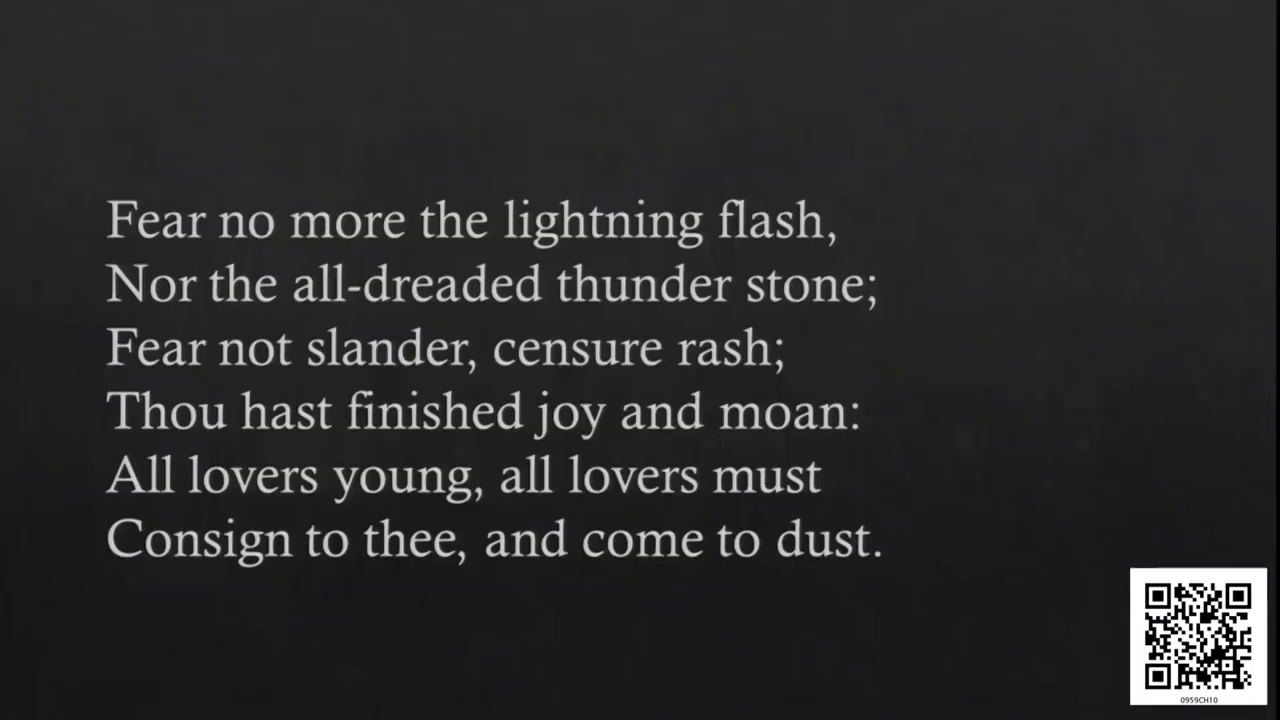 Fear no more the lightning flash,
Nor the all-dreaded thunder stone;
Fear not slander, censure rash;
Thou hast finished joy and moan:
All lovers young, all lovers must
Consign to thee, and come to dust.
0959CH10